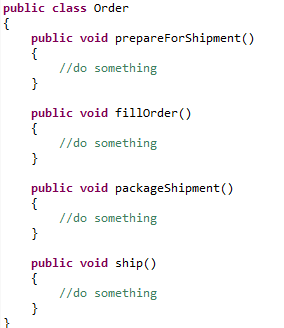 public class Order
{
    public void prepareForShipment()
    {
        //do something
    }

    public void fillOrder()
    {
        //do something
    }

    public void packageShipment()
    {
        //do something
    }

    public void ship()
    {
        //do something
    }
}